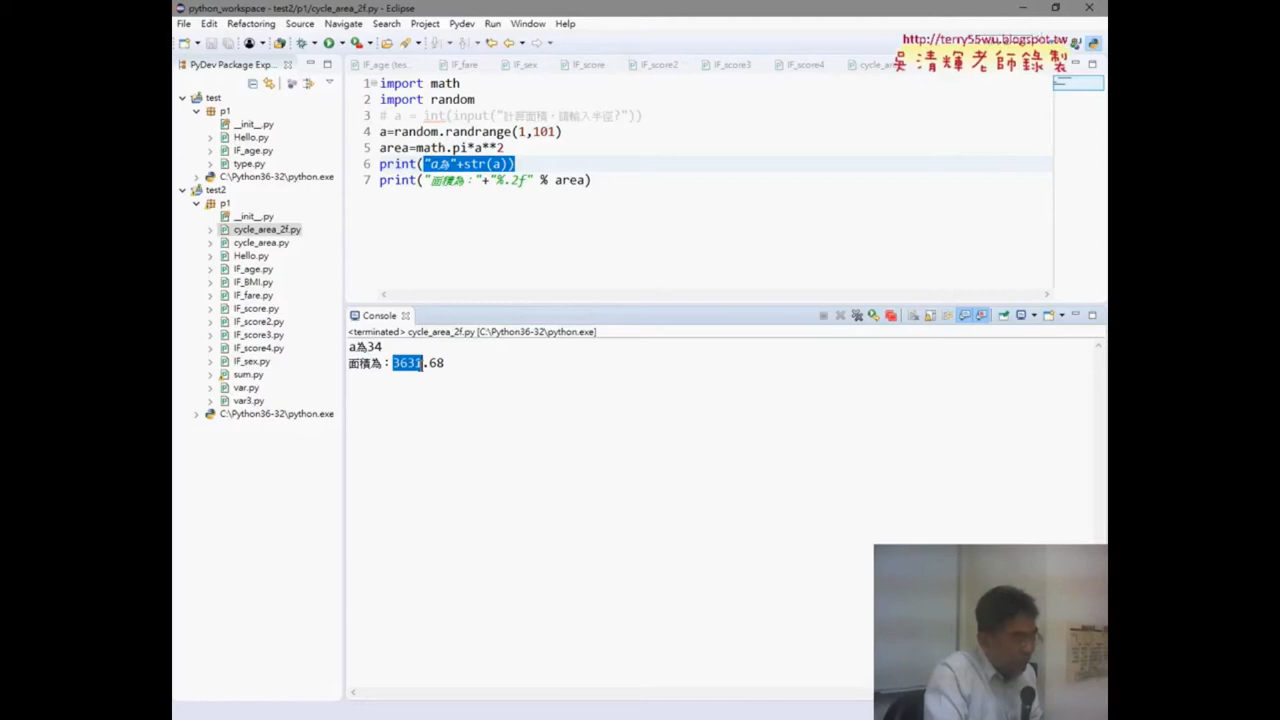 python_workspace - test2/p1/cycle_area_2f.py - Eclipse
File Edit Refactoring Source Navigate Search Project Pydev Run Window Help
http://terry55wu.blogspot.tw
吳清輝老師錄製
PyDev Package Exp...
IF_age (tes... IF_fare IF_sex IF_score IF_score2 IF_score3 IF_score4 cycle_are
test
p1
__init__.py
Hello.py
IF_age.py
type.py
C:\Python36-32\python.exe
test2
p1
__init__.py
cycle_area_2f.py
cycle_area.py
Hello.py
IF_age.py
IF_BMI.py
IF_fare.py
IF_score.py
IF_score2.py
IF_score3.py
IF_score4.py
IF_sex.py
sum.py
var.py
var3.py
C:\Python36-32\python.exe
1 import math
2 import random
3 # a = int(input("計算面積，請輸入半徑?"))
4 a=random.randrange(1,101)
5 area=math.pi*a**2
6 print("a為"+str(a))
7 print("面積為："+"%.2f" % area)
Console
<terminated> cycle_area_2f.py [C:\Python36-32\python.exe]
a為34
面積為：3631.68